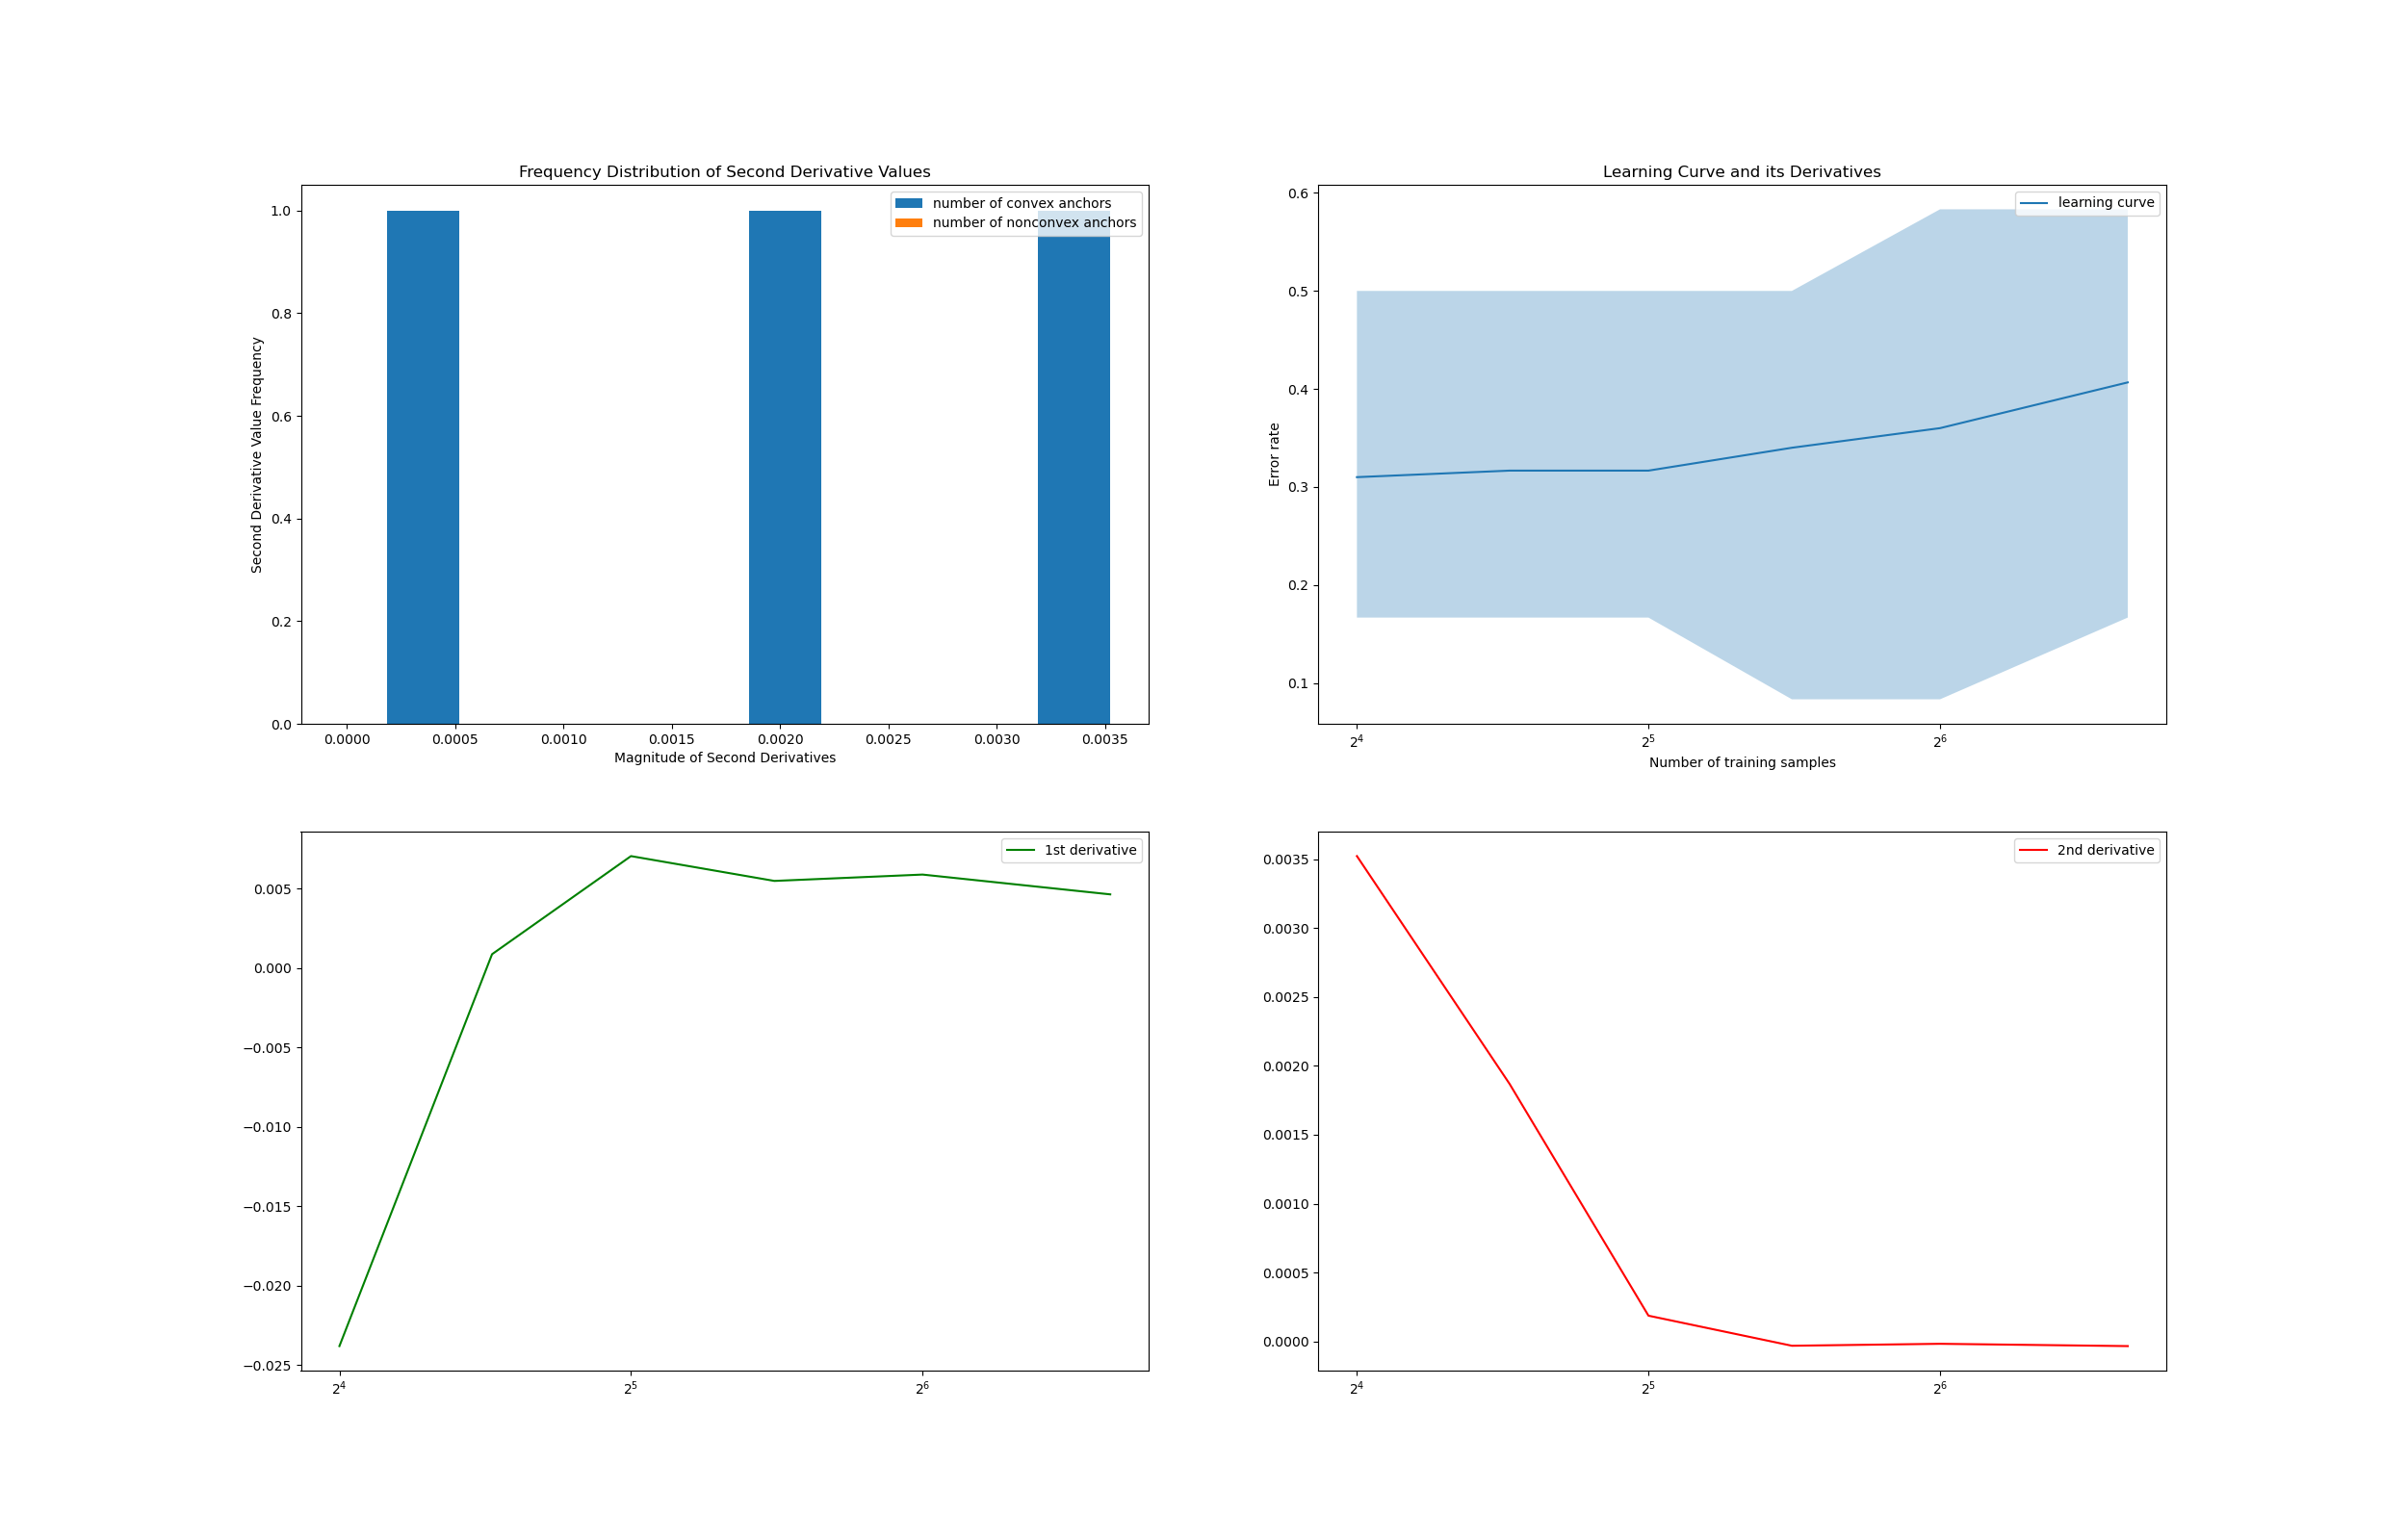 Frequency Distribution of Second Derivative Values
number of convex anchors
number of nonconvex anchors
1.0
0.8
0.6
0.4
0.2
0.0
Second Derivative Value Frequency
0.0000 0.0005 0.0010 0.0015 0.0020 0.0025 0.0030 0.0035
Magnitude of Second Derivatives
Learning Curve and its Derivatives
learning curve
0.6
0.5
0.4
0.3
0.2
0.1
Error rate
2⁴ 2⁵ 2⁶
Number of training samples
1st derivative
0.005
0.000
−0.005
−0.010
−0.015
−0.020
−0.025
2⁴ 2⁵ 2⁶
2nd derivative
0.0035
0.0030
0.0025
0.0020
0.0015
0.0010
0.0005
0.0000
2⁴ 2⁵ 2⁶